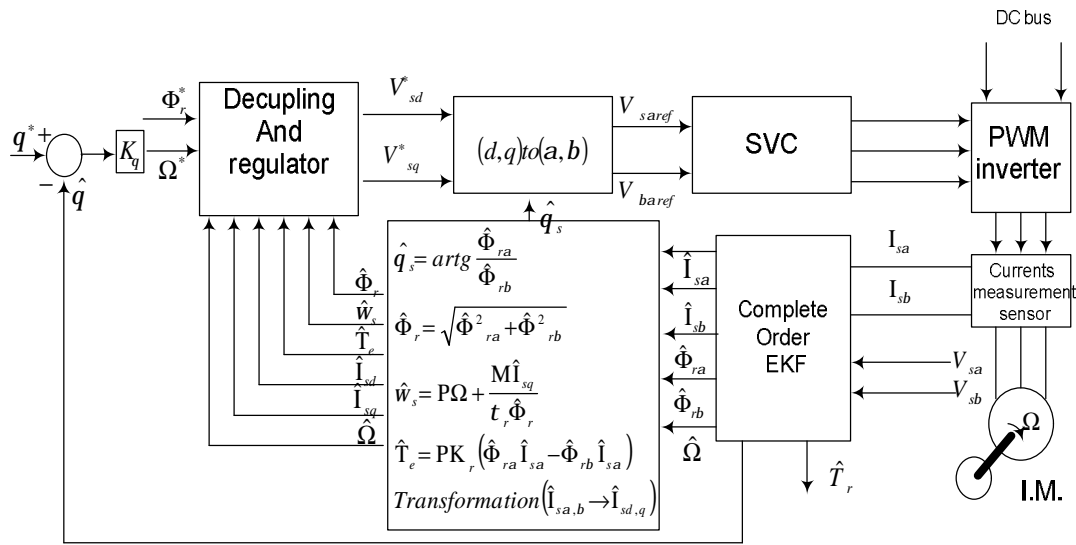 DC bus
q* +
−
q̂
K_q
Φ*_r
Ω*
Decupling
And
regulator
V*_sd
V*_sq
(d,q)to(a,b)
V_saref
V_baref
SVC
PWM
inverter
q̂_s
q̂_s = artg Φ̂_ra / Φ̂_rb
Φ̂_r = √(Φ̂²_ra + Φ̂²_rb)
ŵ_s = PΩ + MÎ_sq / t_r Φ̂_r
T̂_e = PK_r (Φ̂_ra Î_sa − Φ̂_rb Î_sa)
Transformation(Î_sa,b → Î_sd,q)
Φ̂_r
ŵ_s
T̂_e
Î_sd
Î_sq
Ω̂
Î_sa
Î_sb
Φ̂_ra
Φ̂_rb
Ω̂
Complete
Order
EKF
T̂_r
I_sa
I_sb
V_sa
V_sb
Currents
measurement
sensor
Ω
I.M.